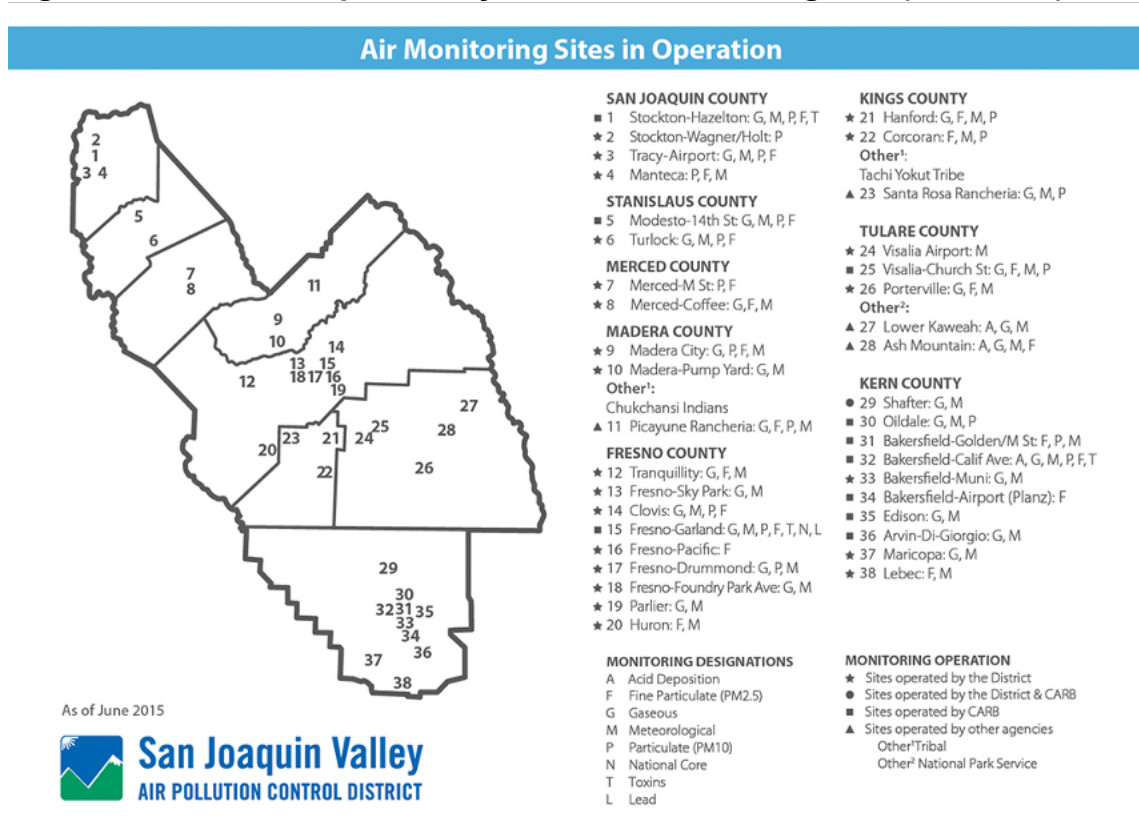 Air Monitoring Sites in Operation
2
1
3 4
5
6
7
8
11
9
10
14
13 15
12 18 17 16
19
27
25
23 21 24 28
20
22 26
29
30
32 31 35
33
34
36
37
38
SAN JOAQUIN COUNTY
■ 1 Stockton-Hazelton: G, M, P, F, T
★ 2 Stockton-Wagner/Holt: P
★ 3 Tracy-Airport: G, M, P, F
★ 4 Manteca: P, F, M
STANISLAUS COUNTY
■ 5 Modesto-14th St: G, M, P, F
★ 6 Turlock: G, M, P, F
MERCED COUNTY
★ 7 Merced-M St: P, F
★ 8 Merced-Coffee: G,F, M
MADERA COUNTY
★ 9 Madera City: G, P, F, M
★ 10 Madera-Pump Yard: G, M
Other¹:
Chukchansi Indians
▲ 11 Picayune Rancheria: G, F, P, M
FRESNO COUNTY
★ 12 Tranquillity: G, F, M
★ 13 Fresno-Sky Park: G, M
★ 14 Clovis: G, M, P, F
■ 15 Fresno-Garland: G, M, P, F, T, N, L
★ 16 Fresno-Pacific: F
★ 17 Fresno-Drummond: G, P, M
★ 18 Fresno-Foundry Park Ave: G, M
★ 19 Parlier: G, M
★ 20 Huron: F, M
KINGS COUNTY
★ 21 Hanford: G, F, M, P
★ 22 Corcoran: F, M, P
Other¹:
Tachi Yokut Tribe
▲ 23 Santa Rosa Rancheria: G, M, P
TULARE COUNTY
★ 24 Visalia Airport: M
■ 25 Visalia-Church St: G, F, M, P
★ 26 Porterville: G, F, M
Other²:
▲ 27 Lower Kaweah: A, G, M
▲ 28 Ash Mountain: A, G, M, F
KERN COUNTY
● 29 Shafter: G, M
■ 30 Oildale: G, M, P
■ 31 Bakersfield-Golden/M St: F, P, M
■ 32 Bakersfield-Calif Ave: A, G, M, P, F, T
★ 33 Bakersfield-Muni: G, M
■ 34 Bakersfield-Airport (Planz): F
■ 35 Edison: G, M
■ 36 Arvin-Di-Giorgio: G, M
★ 37 Maricopa: G, M
★ 38 Lebec: F, M
MONITORING DESIGNATIONS
A Acid Deposition
F Fine Particulate (PM2.5)
G Gaseous
M Meteorological
P Particulate (PM10)
N National Core
T Toxins
L Lead
MONITORING OPERATION
★ Sites operated by the District
● Sites operated by the District & CARB
■ Sites operated by CARB
▲ Sites operated by other agencies
Other¹Tribal
Other² National Park Service
As of June 2015
San Joaquin Valley
AIR POLLUTION CONTROL DISTRICT